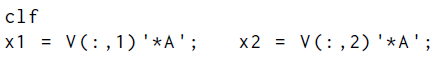 clf
x1 = V(:,1)'*A';   x2 = V(:,2)'*A';